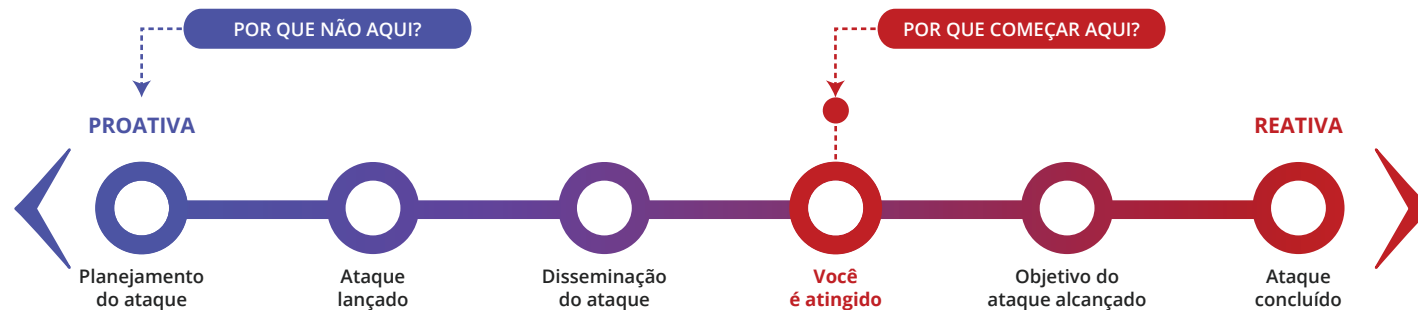 POR QUE NÃO AQUI?
POR QUE COMEÇAR AQUI?
PROATIVA
REATIVA
Planejamento
do ataque
Ataque
lançado
Disseminação
do ataque
Você
é atingido
Objetivo do
ataque alcançado
Ataque
concluído